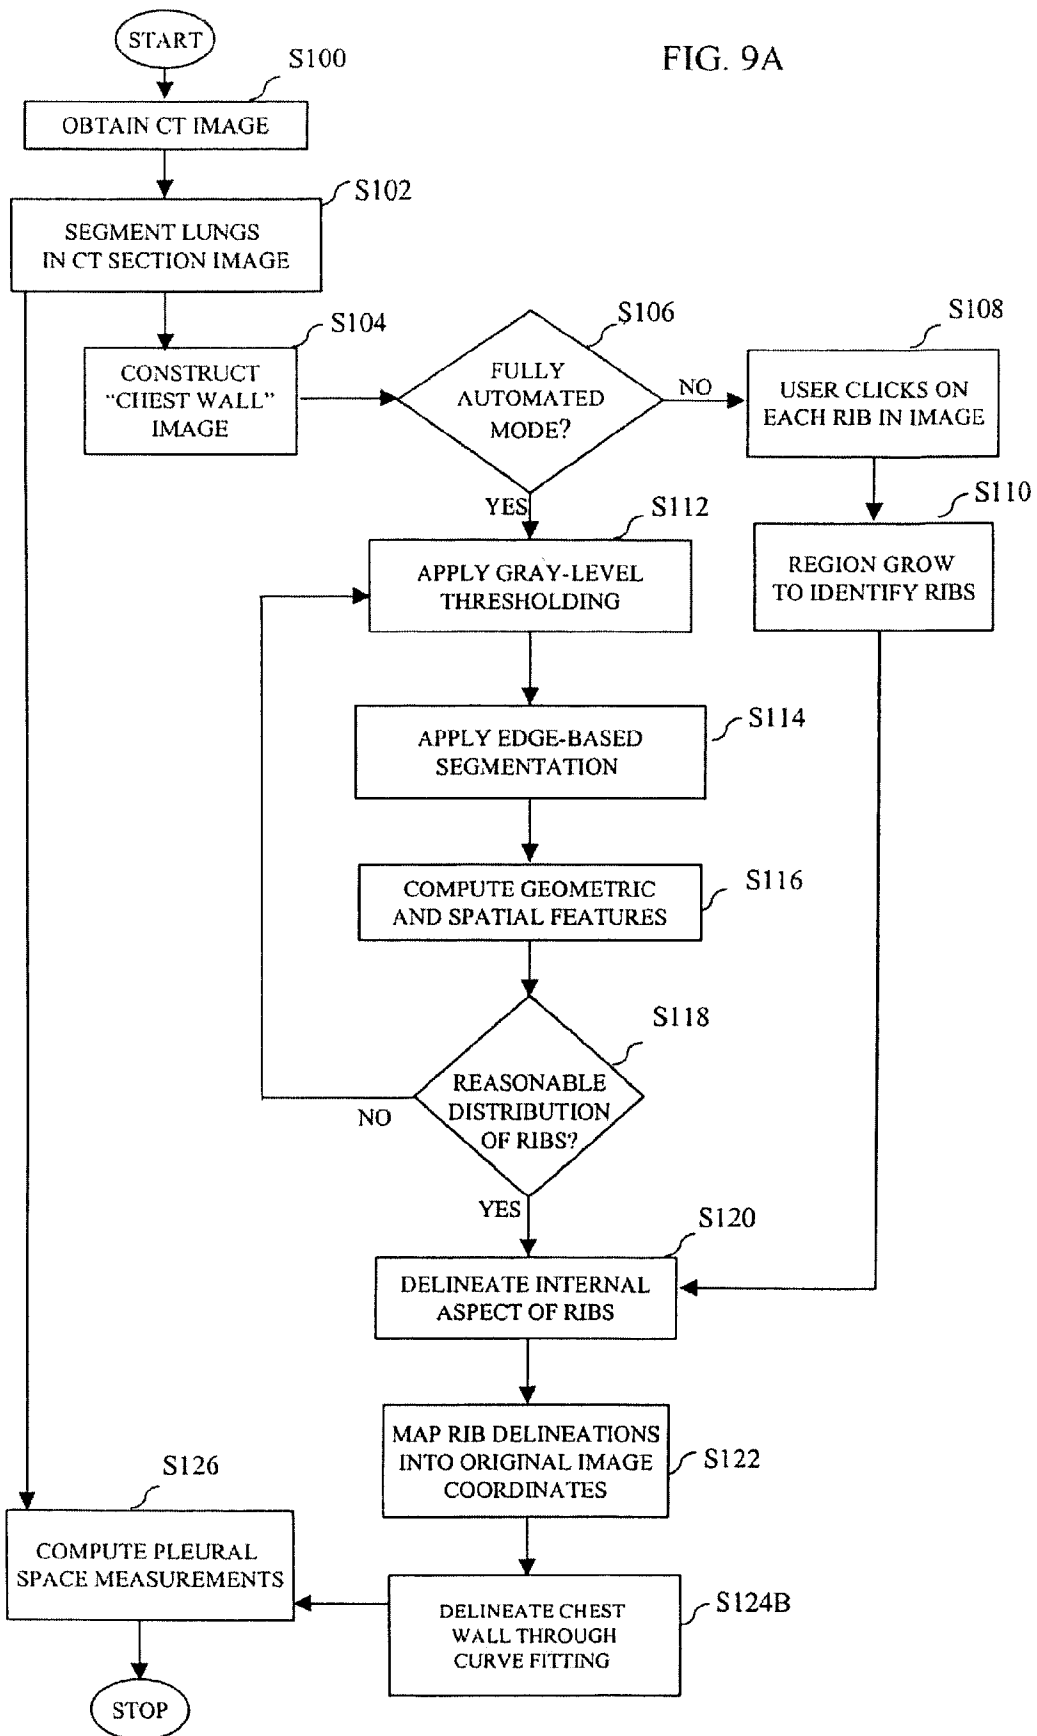 START
FIG. 9A
S100
OBTAIN CT IMAGE
S102
SEGMENT LUNGS
IN CT SECTION IMAGE
S104
CONSTRUCT
“CHEST WALL”
IMAGE
S106
FULLY
AUTOMATED
MODE?
NO
S108
USER CLICKS ON
EACH RIB IN IMAGE
S110
REGION GROW
TO IDENTIFY RIBS
YES
S112
APPLY GRAY-LEVEL
THRESHOLDING
S114
APPLY EDGE-BASED
SEGMENTATION
S116
COMPUTE GEOMETRIC
AND SPATIAL FEATURES
S118
REASONABLE
DISTRIBUTION
OF RIBS?
NO
YES
S120
DELINEATE INTERNAL
ASPECT OF RIBS
MAP RIB DELINEATIONS
INTO ORIGINAL IMAGE
COORDINATES
S122
S126
COMPUTE PLEURAL
SPACE MEASUREMENTS
DELINEATE CHEST
WALL THROUGH
CURVE FITTING
S124B
STOP